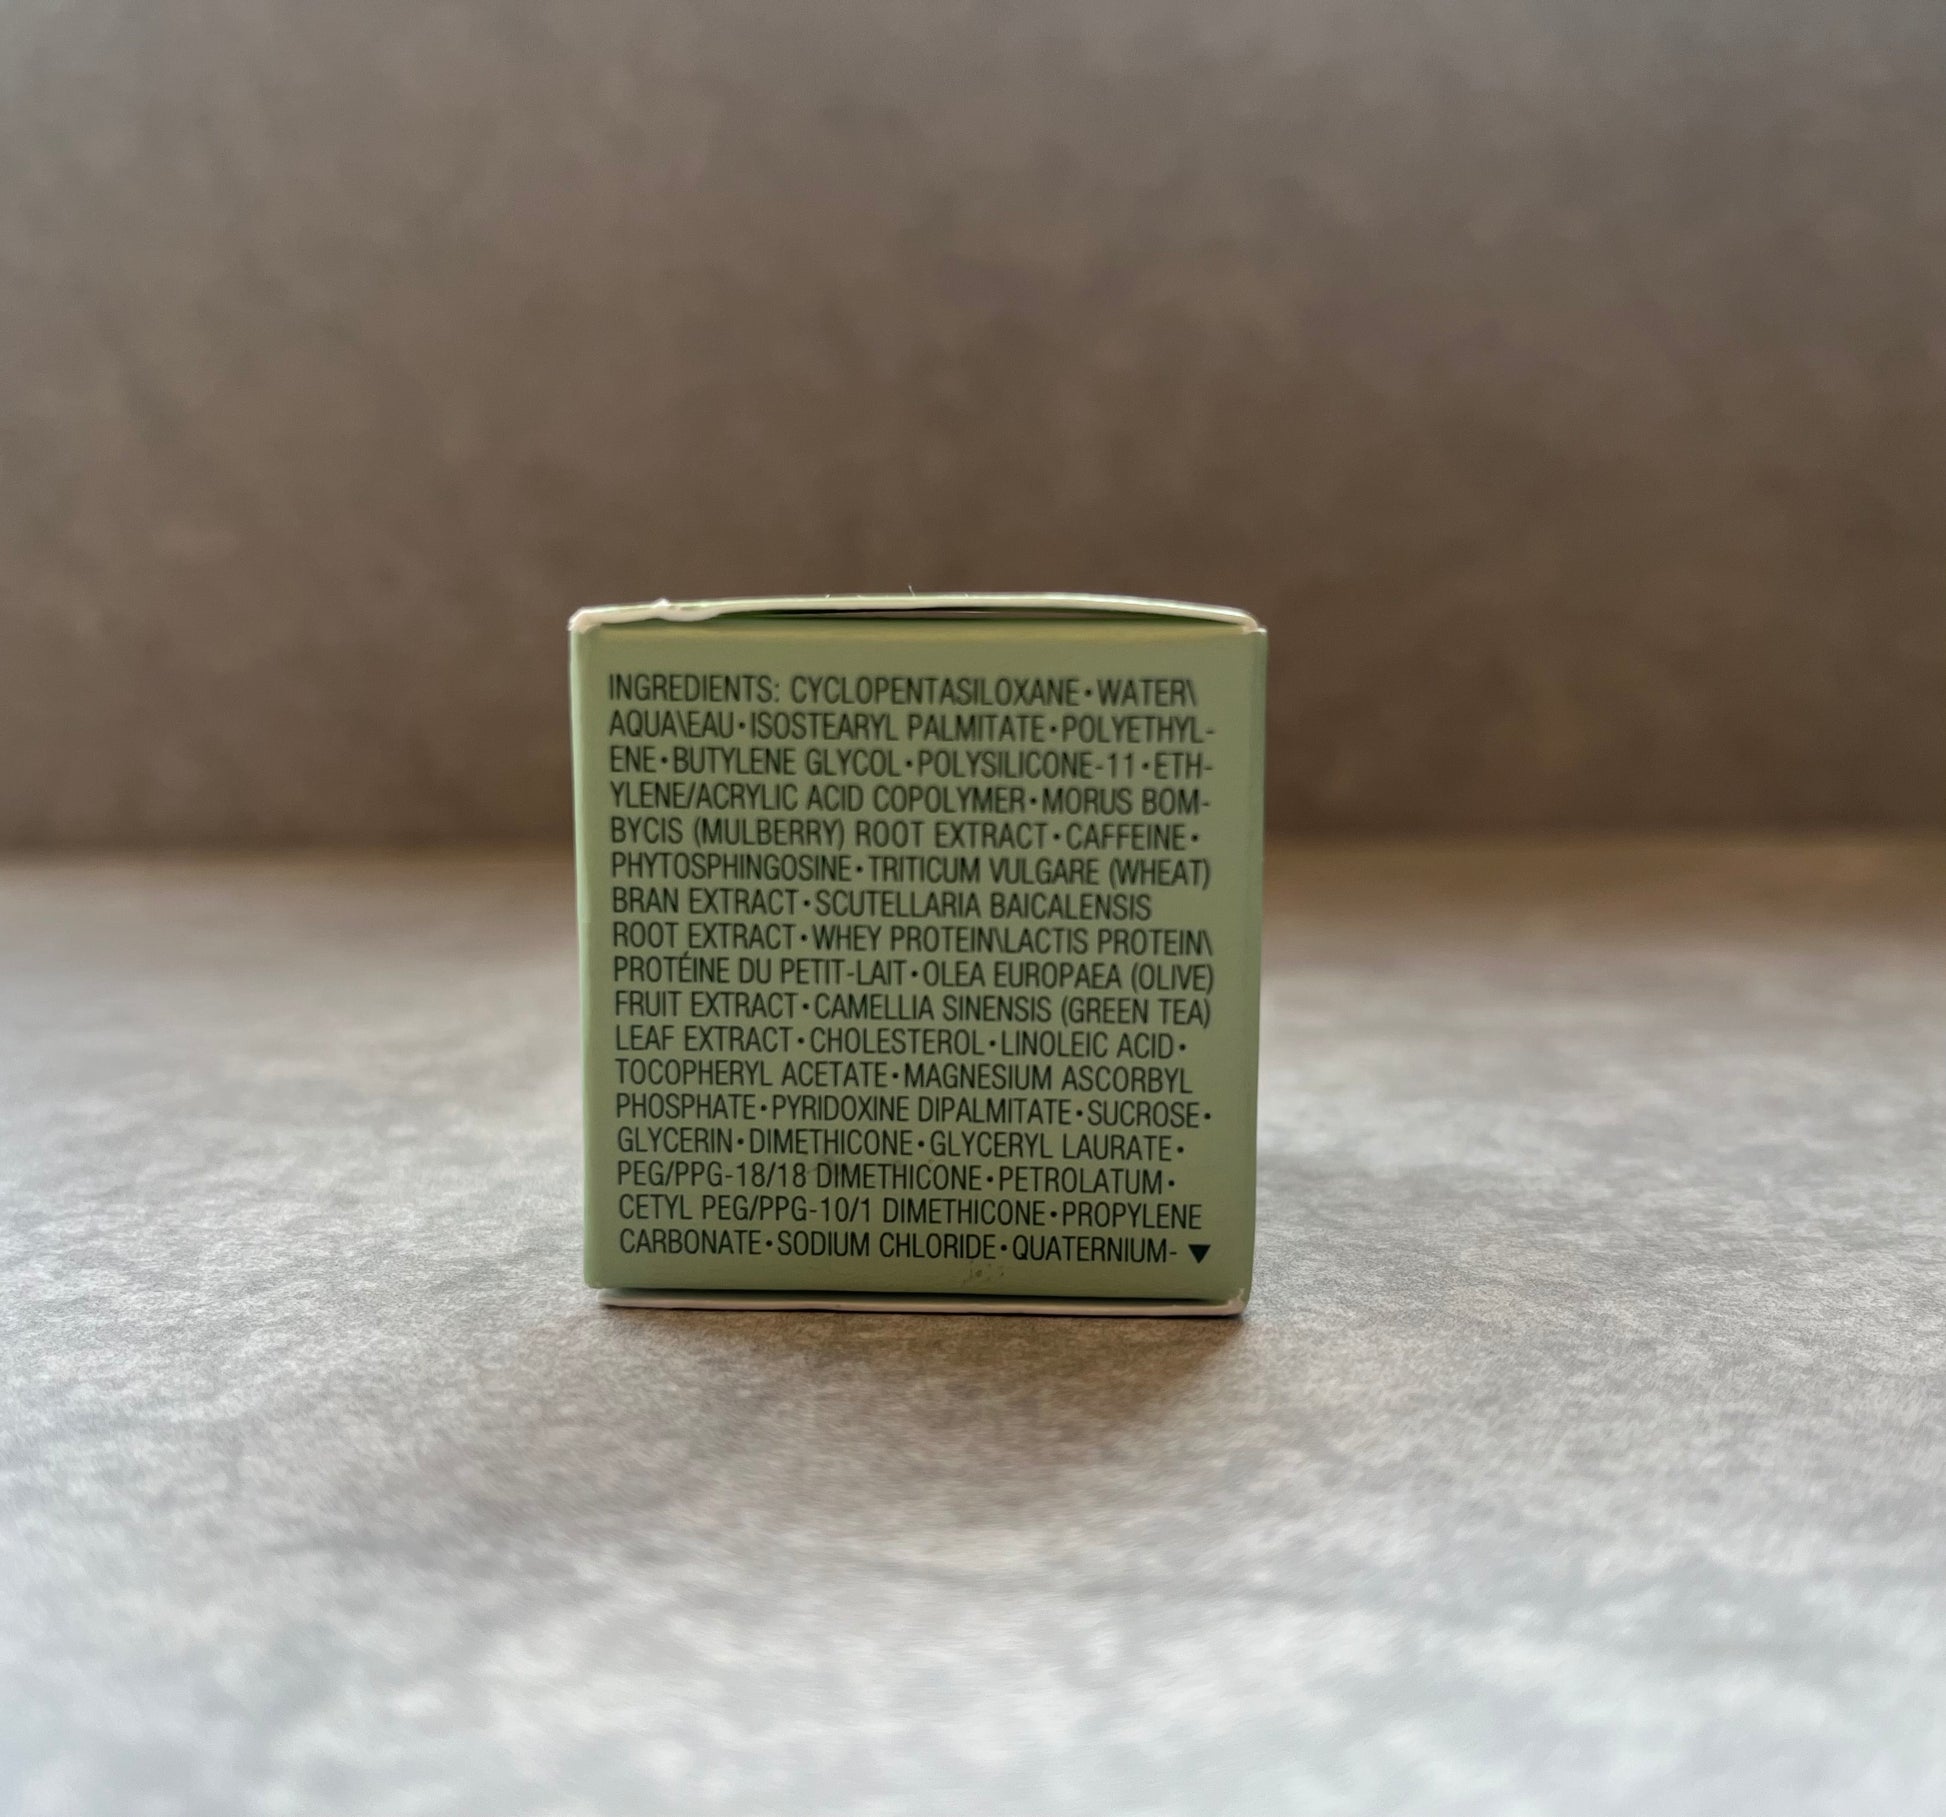 INGREDIENTS: CYCLOPENTASILOXANE•WATER\
AQUA\EAU•ISOSTEARYL PALMITATE•POLYETHYL-
ENE•BUTYLENE GLYCOL•POLYSILICONE-11•ETH-
YLENE/ACRYLIC ACID COPOLYMER•MORUS BOM-
BYCIS (MULBERRY) ROOT EXTRACT•CAFFEINE•
PHYTOSPHINGOSINE•TRITICUM VULGARE (WHEAT)
BRAN EXTRACT•SCUTELLARIA BAICALENSIS
ROOT EXTRACT•WHEY PROTEIN\LACTIS PROTEIN\
PROTÉINE DU PETIT-LAIT•OLEA EUROPAEA (OLIVE)
FRUIT EXTRACT•CAMELLIA SINENSIS (GREEN TEA)
LEAF EXTRACT•CHOLESTEROL•LINOLEIC ACID•
TOCOPHERYL ACETATE•MAGNESIUM ASCORBYL
PHOSPHATE•PYRIDOXINE DIPALMITATE•SUCROSE•
GLYCERIN•DIMETHICONE•GLYCERYL LAURATE•
PEG/PPG-18/18 DIMETHICONE•PETROLATUM•
CETYL PEG/PPG-10/1 DIMETHICONE•PROPYLENE
CARBONATE•SODIUM CHLORIDE•QUATERNIUM- ▼